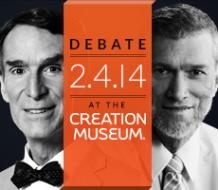 DEBATE
2.4.14
AT THE
CREATION
MUSEUM.